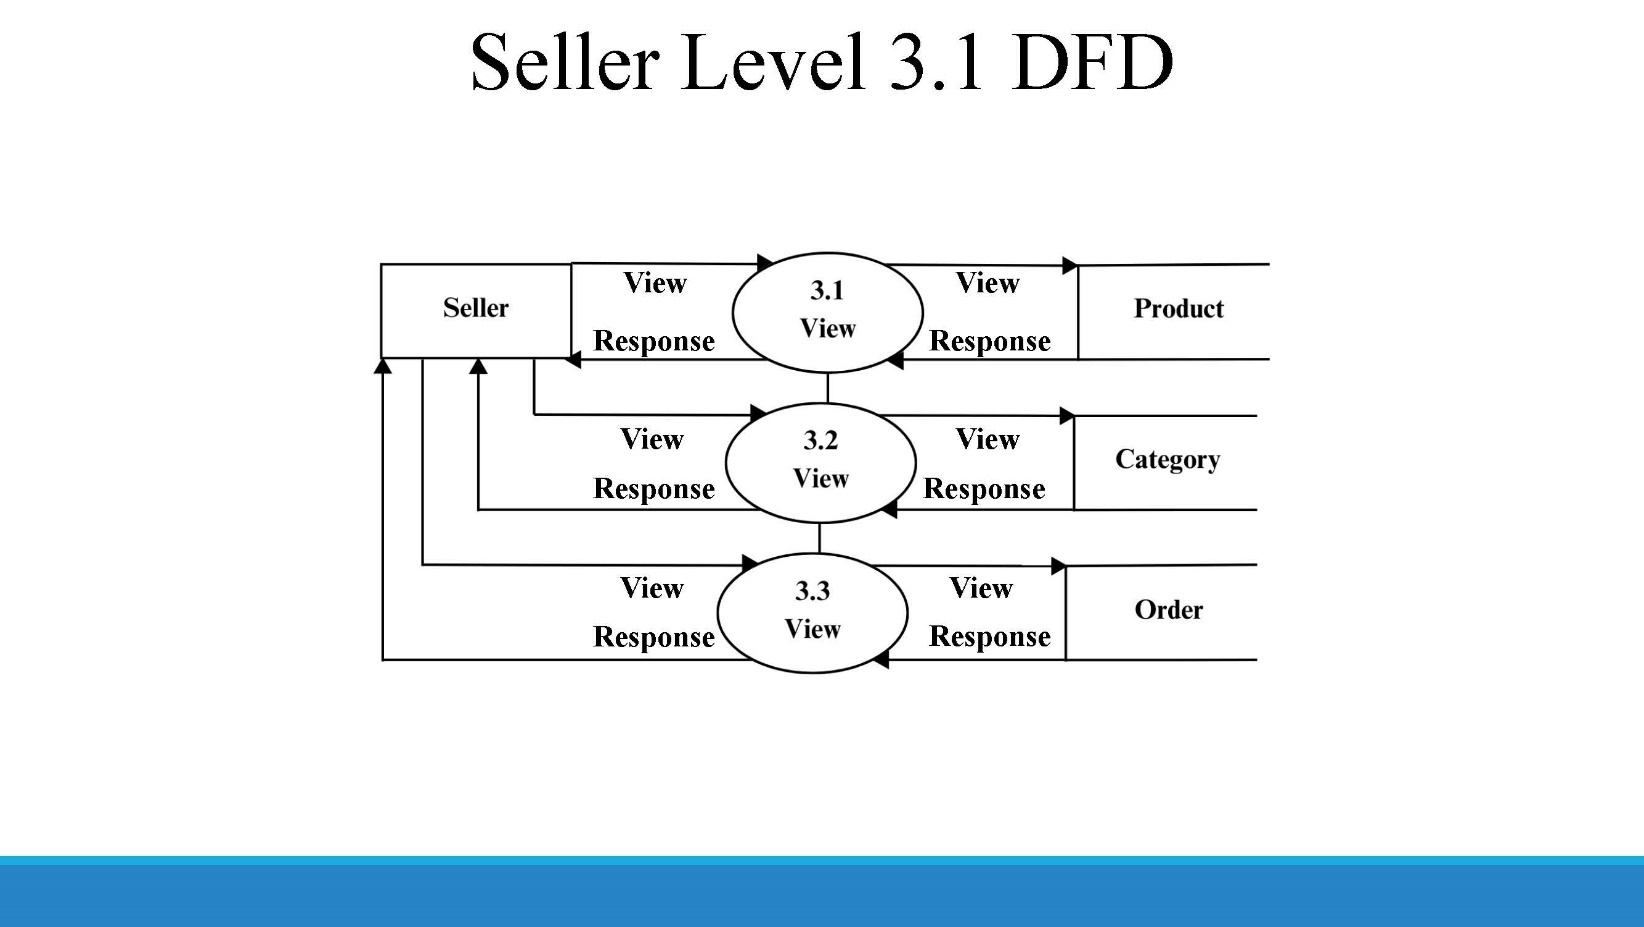 Seller Level 3.1 DFD
Seller
View
Response
3.1
View
View
Response
Product
View
Response
3.2
View
View
Response
Category
View
Response
3.3
View
View
Response
Order